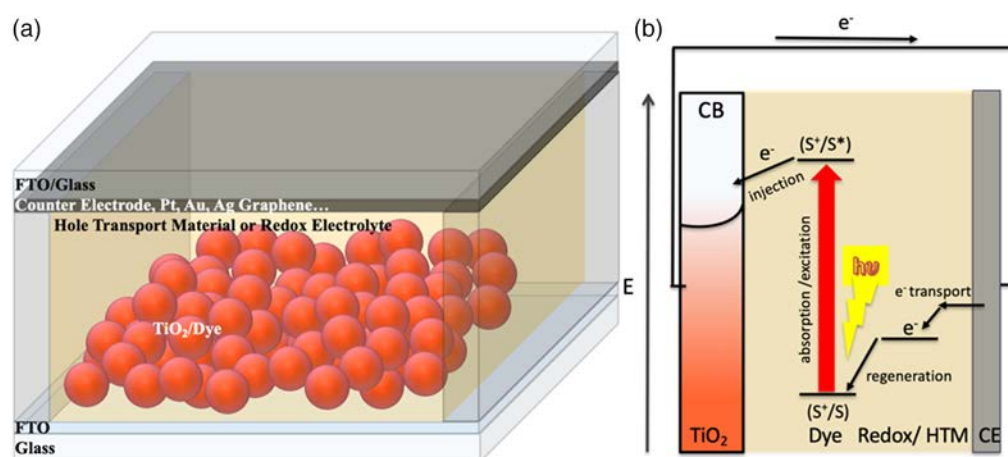 (a)
FTO/Glass
Counter Electrode, Pt, Au, Ag Graphene…
Hole Transport Material or Redox Electrolyte
TiO₂/Dye
FTO
Glass
(b)
e⁻
E
CB
(S⁺/S*)
e⁻
injection
absorption /excitation
hυ
e⁻ transport
e⁻
regeneration
(S⁺/S)
TiO₂
Dye
Redox/ HTM
CE